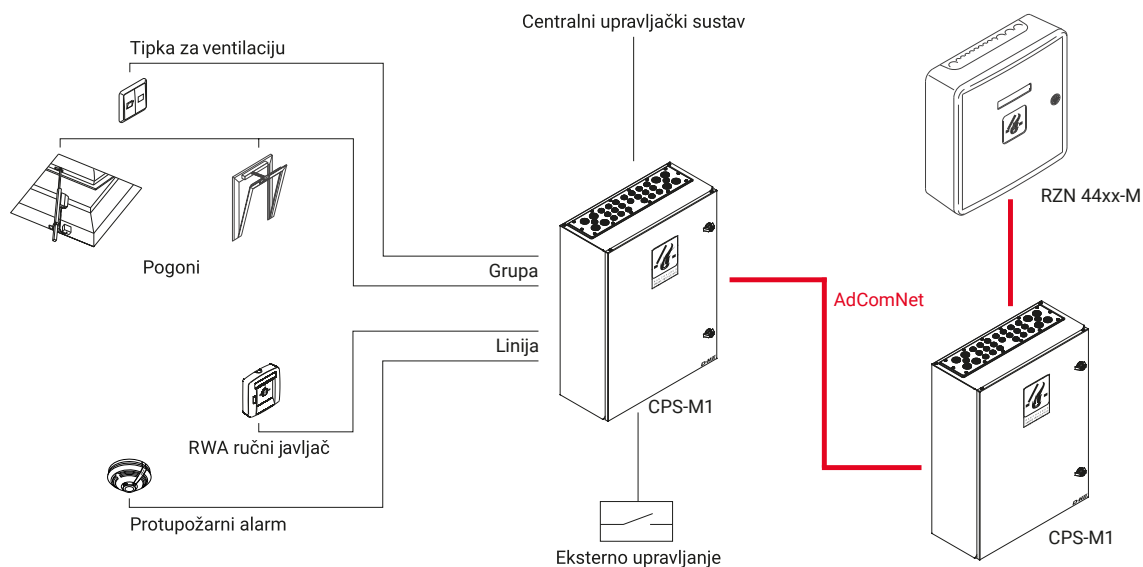 Centralni upravljački sustav
Tipka za ventilaciju
RZN 44xx-M
Pogoni
Grupa
AdComNet
Linija
CPS-M1
RWA ručni javljač
Protupožarni alarm
Eksterno upravljanje
CPS-M1